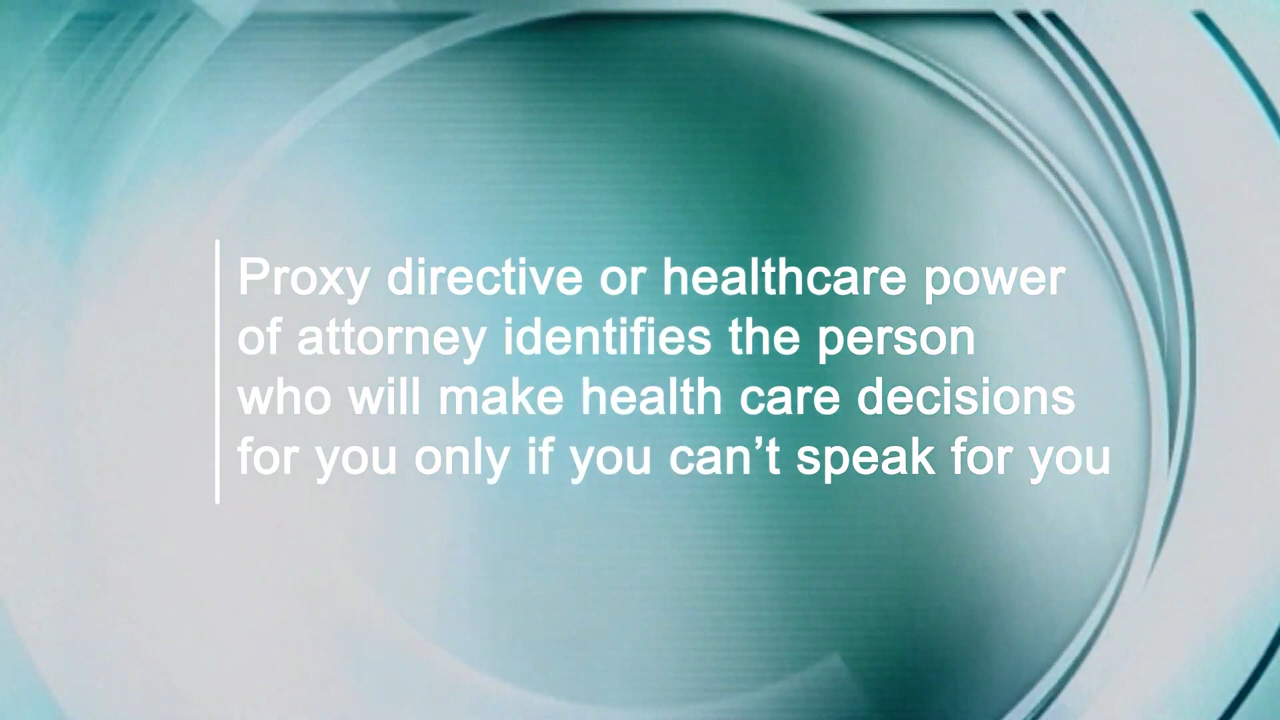 Proxy directive or healthcare power
of attorney identifies the person
who will make health care decisions
for you only if you can’t speak for you